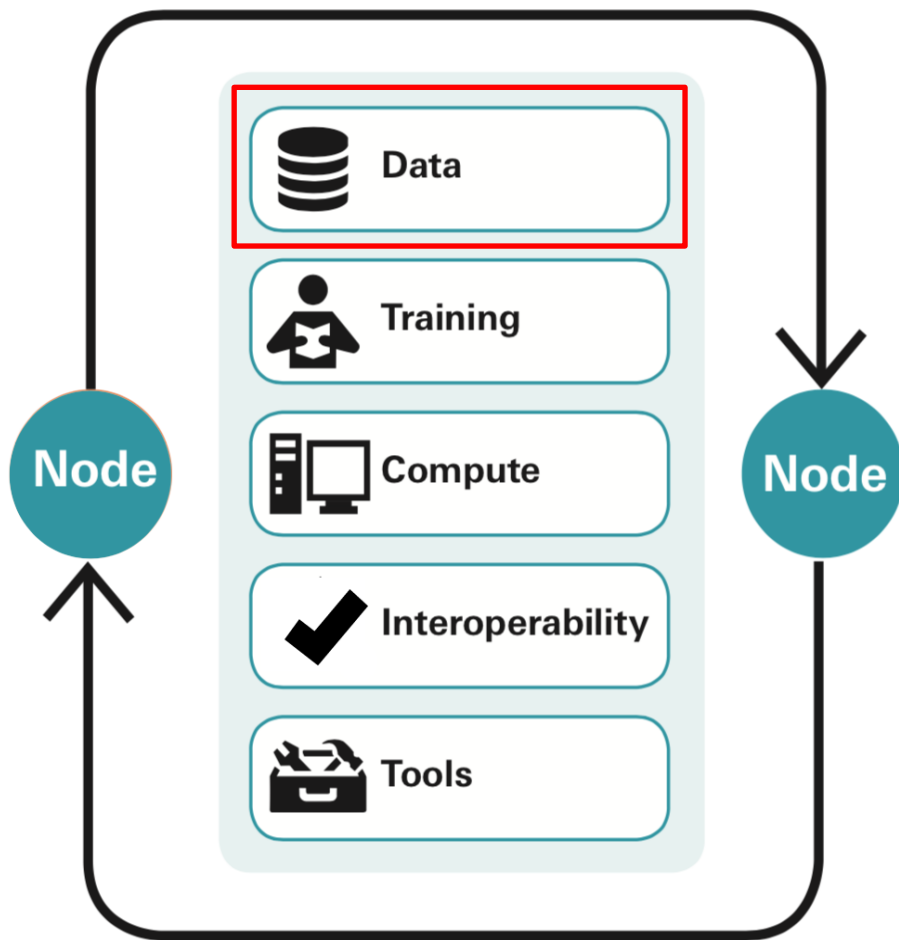 Data
Training
Node
Compute
Node
Interoperability
Tools